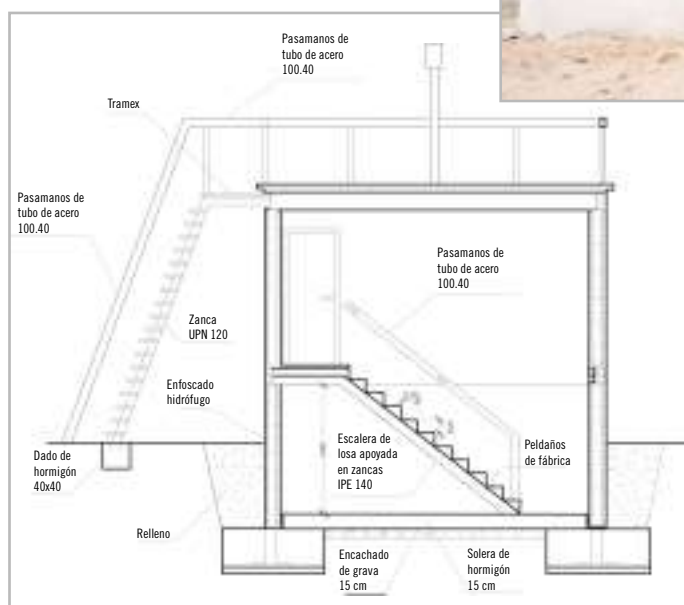 Pasamanos de
tubo de acero
100.40
Tramex
Pasamanos de
tubo de acero
100.40
Pasamanos de
tubo de acero
100.40
Zanca
UPN 120
Enfoscado
hidrófugo
Escalera de
losa apoyada
en zancas
IPE 140
Peldaños
de fábrica
Dado de
hormigón
40x40
Relleno
Encachado
de grava
15 cm
Solera de
hormigón
15 cm